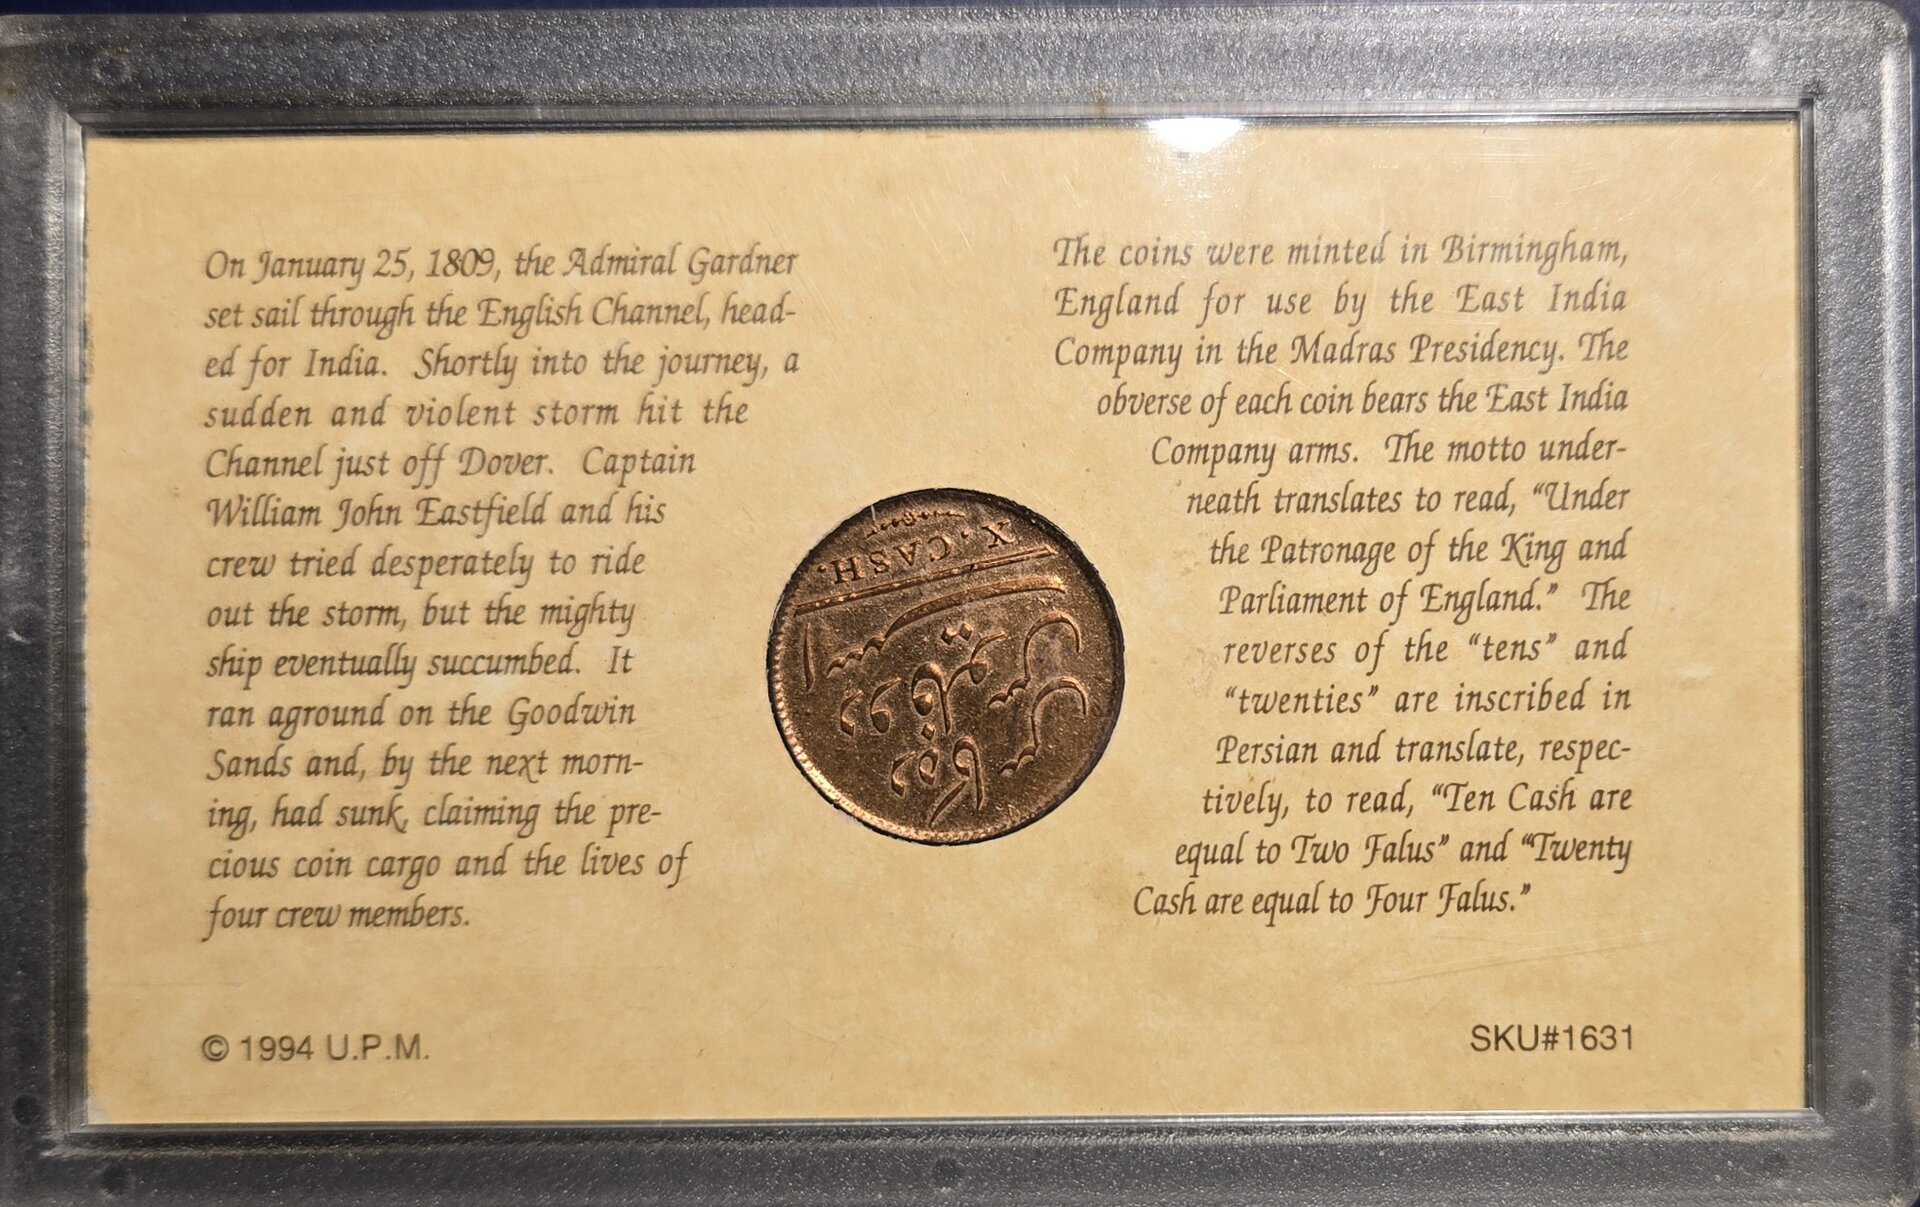 On January 25, 1809, the Admiral Gardner
set sail through the English Channel, head-
ed for India. Shortly into the journey, a
sudden and violent storm hit the
Channel just off Dover. Captain
William John Eastfield and his
crew tried desperately to ride
out the storm, but the mighty
ship eventually succumbed. It
ran aground on the Goodwin
Sands and, by the next morn-
ing, had sunk, claiming the pre-
cious coin cargo and the lives of
four crew members.
© 1994 U.P.M.
X. CASH.
The coins were minted in Birmingham,
England for use by the East India
Company in the Madras Presidency. The
obverse of each coin bears the East India
Company arms. The motto under-
neath translates to read, “Under
the Patronage of the King and
Parliament of England.” The
reverses of the “tens” and
“twenties” are inscribed in
Persian and translate, respec-
tively, to read, “Ten Cash are
equal to Two Falus” and “Twenty
Cash are equal to Four Falus.”
SKU#1631